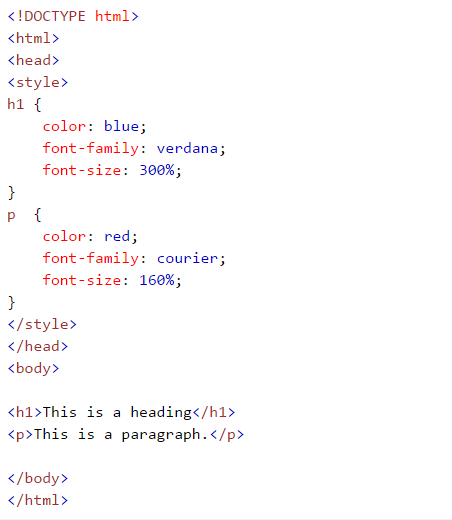 <!DOCTYPE html>
<html>
<head>
<style>
h1 {
    color: blue;
    font-family: verdana;
    font-size: 300%;
}
p  {
    color: red;
    font-family: courier;
    font-size: 160%;
}
</style>
</head>
<body>

<h1>This is a heading</h1>
<p>This is a paragraph.</p>

</body>
</html>